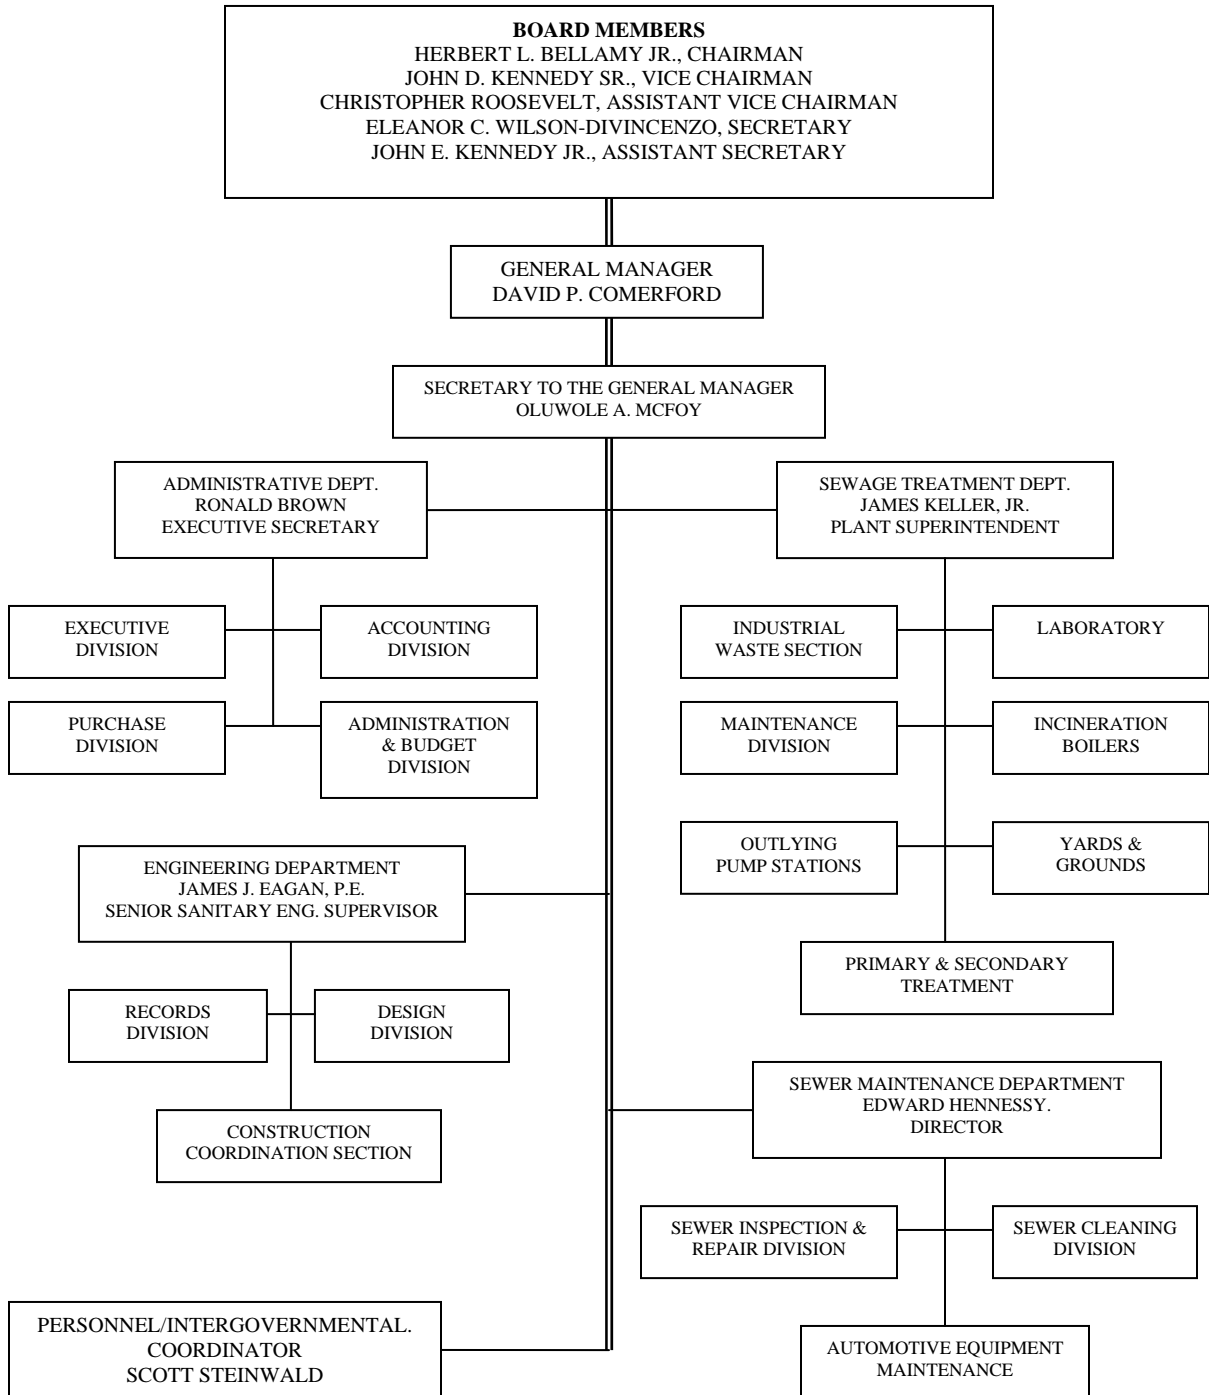 BOARD MEMBERS
HERBERT L. BELLAMY JR., CHAIRMAN
JOHN D. KENNEDY SR., VICE CHAIRMAN
CHRISTOPHER ROOSEVELT, ASSISTANT VICE CHAIRMAN
ELEANOR C. WILSON-DIVINCENZO, SECRETARY
JOHN E. KENNEDY JR., ASSISTANT SECRETARY
GENERAL MANAGER
DAVID P. COMERFORD
SECRETARY TO THE GENERAL MANAGER
OLUWOLE A. MCFOY
ADMINISTRATIVE DEPT.
RONALD BROWN
EXECUTIVE SECRETARY
SEWAGE TREATMENT DEPT.
JAMES KELLER, JR.
PLANT SUPERINTENDENT
EXECUTIVE
DIVISION
ACCOUNTING
DIVISION
INDUSTRIAL
WASTE SECTION
LABORATORY
PURCHASE
DIVISION
ADMINISTRATION
& BUDGET
DIVISION
MAINTENANCE
DIVISION
INCINERATION
BOILERS
OUTLYING
PUMP STATIONS
YARDS &
GROUNDS
ENGINEERING DEPARTMENT
JAMES J. EAGAN, P.E.
SENIOR SANITARY ENG. SUPERVISOR
PRIMARY & SECONDARY
TREATMENT
RECORDS
DIVISION
DESIGN
DIVISION
SEWER MAINTENANCE DEPARTMENT
EDWARD HENNESSY.
DIRECTOR
CONSTRUCTION
COORDINATION SECTION
SEWER INSPECTION &
REPAIR DIVISION
SEWER CLEANING
DIVISION
PERSONNEL/INTERGOVERNMENTAL.
COORDINATOR
SCOTT STEINWALD
AUTOMOTIVE EQUIPMENT
MAINTENANCE